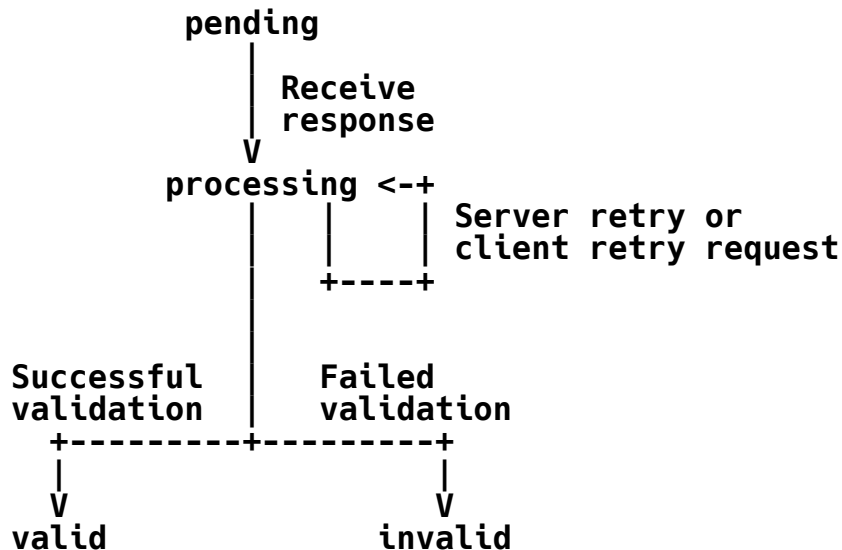 pending
|
| Receive
| response
V
processing <-+
| | | Server retry or
| | | client retry request
| +----+
|
|
Successful | Failed
validation | validation
+---------+---------+
| |
V V
valid invalid